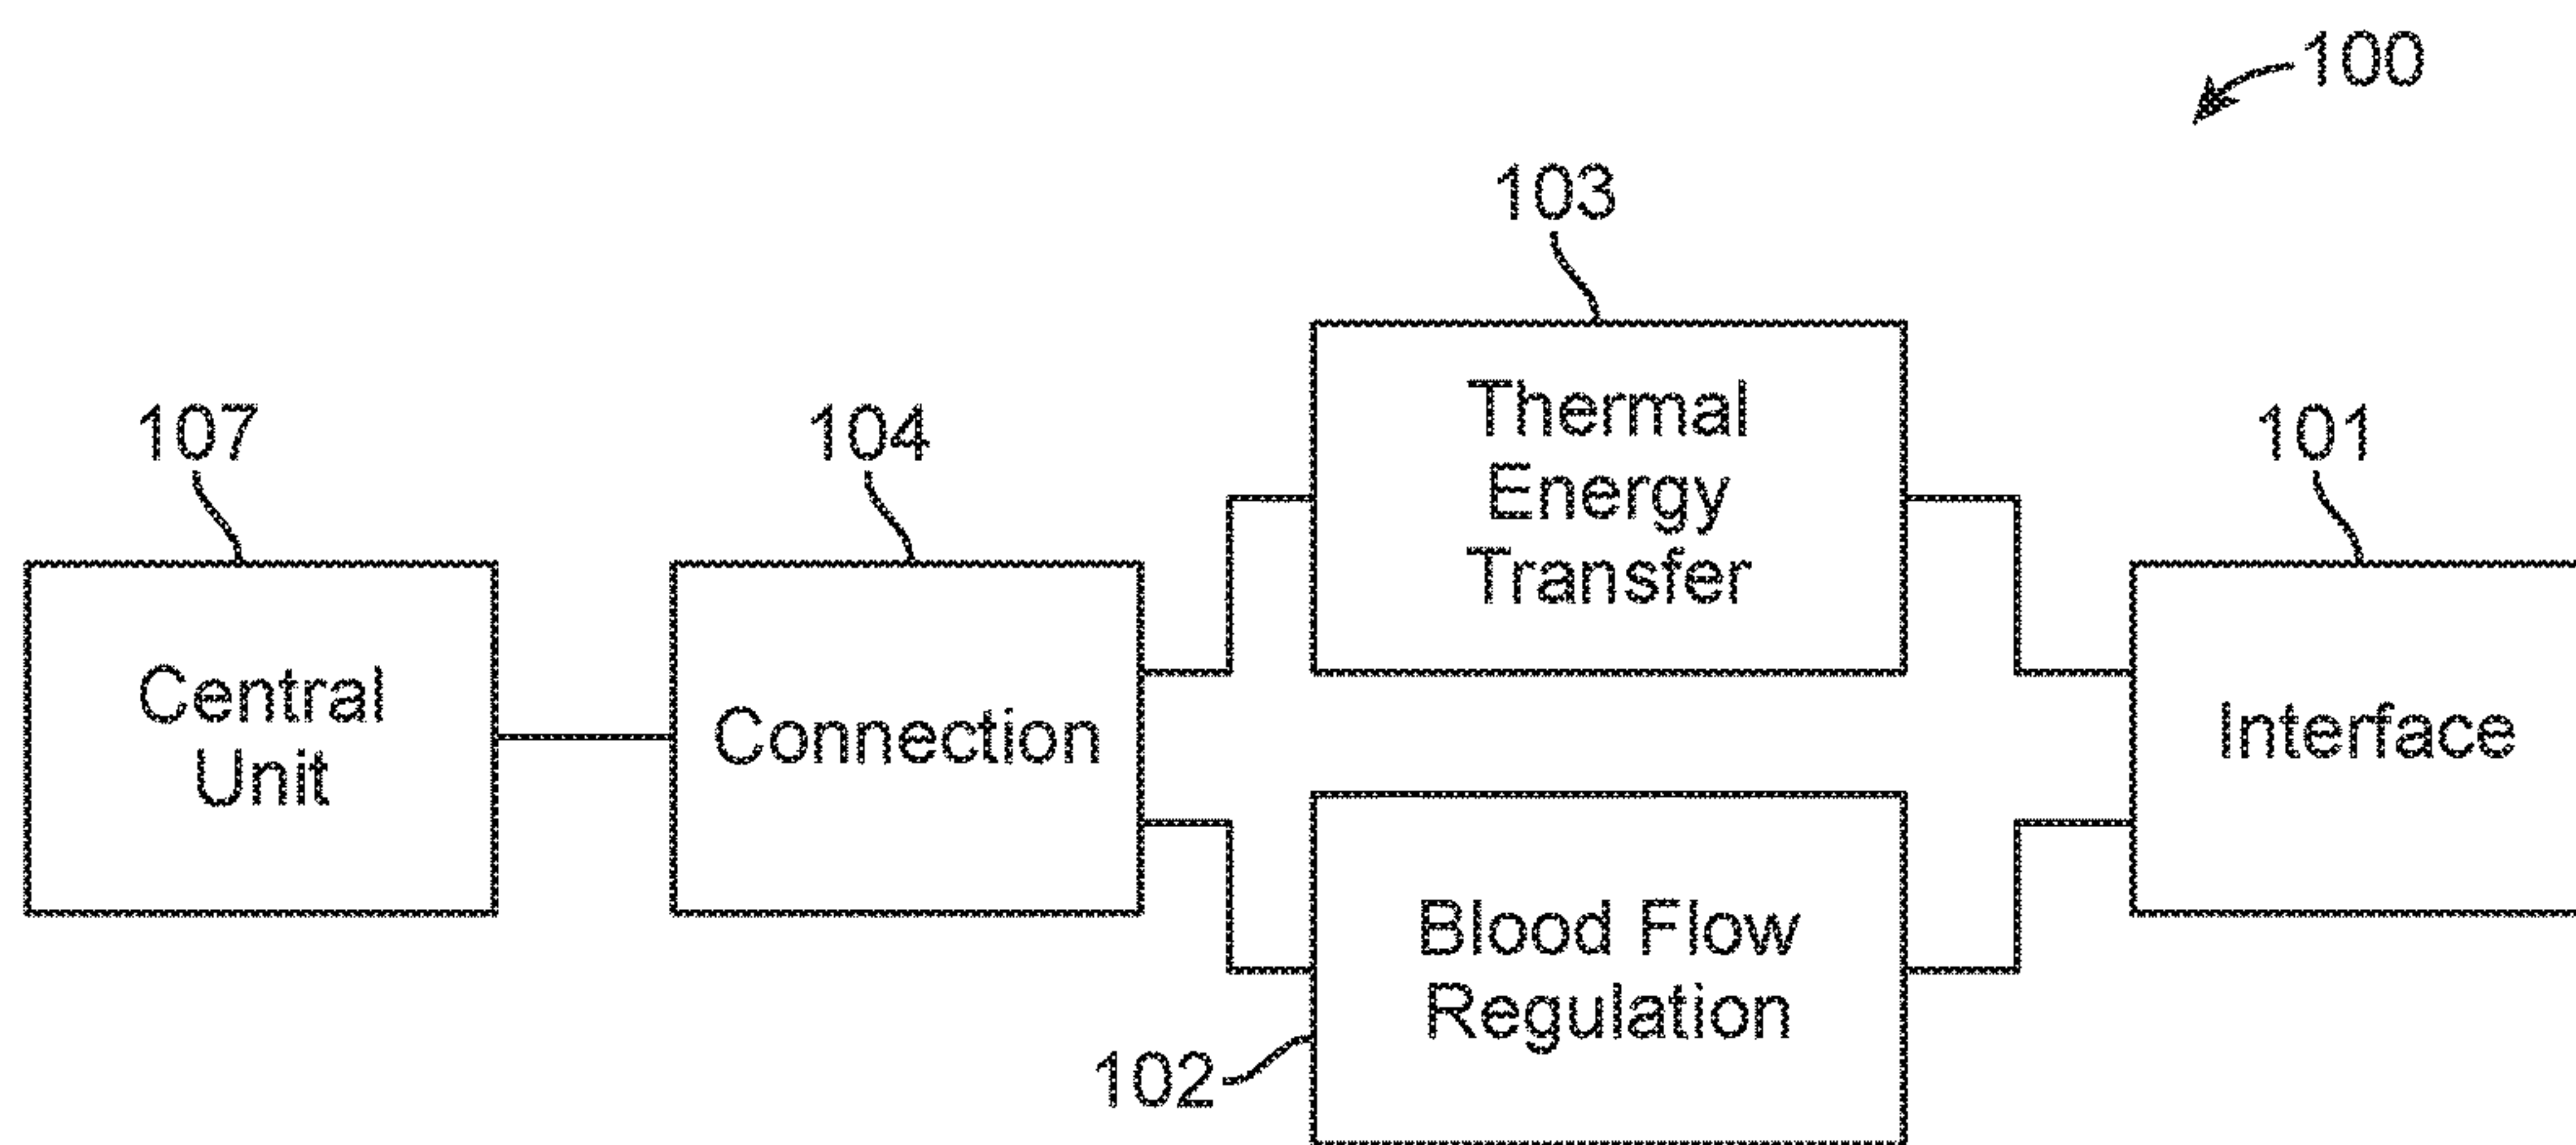 100
103
107
104
101
Thermal
Energy
Transfer
Central
Unit
Connection
Interface
Blood Flow
Regulation
102